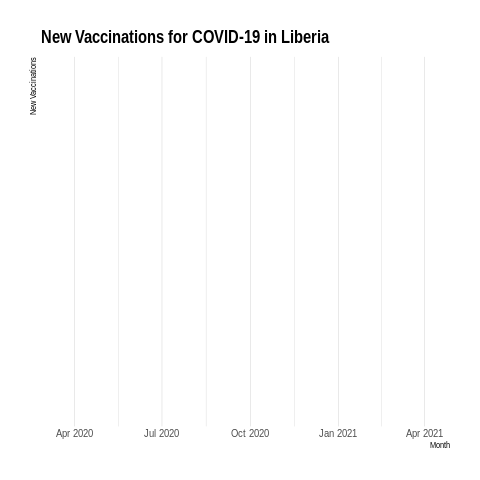 New Vaccinations for COVID-19 in Liberia
New Vaccinations
Apr 2020 Jul 2020 Oct 2020 Jan 2021 Apr 2021
Month